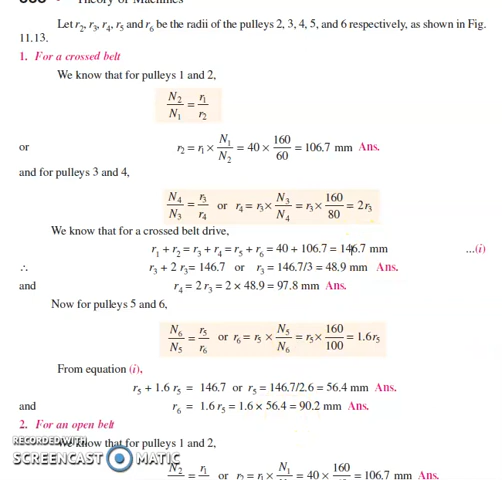 Theory of Machines
Let r2, r3, r4, r5 and r6 be the radii of the pulleys 2, 3, 4, 5, and 6 respectively, as shown in Fig.
11.13.
1. For a crossed belt
We know that for pulleys 1 and 2,
N2/N1 = r1/r2
or r2 = r1 × N1/N2 = 40 × 160/60 = 106.7 mm Ans.
and for pulleys 3 and 4,
N4/N3 = r3/r4 or r4 = r3 × N3/N4 = r3 × 160/80 = 2r3
We know that for a crossed belt drive,
r1 + r2 = r3 + r4 = r5 + r6 = 40 + 106.7 = 146.7 mm ...(i)
∴ r3 + 2 r3 = 146.7 or r3 = 146.7/3 = 48.9 mm Ans.
and r4 = 2 r3 = 2 × 48.9 = 97.8 mm Ans.
Now for pulleys 5 and 6,
N6/N5 = r5/r6 or r6 = r5 × N5/N6 = r5 × 160/100 = 1.6r5
From equation (i),
r5 + 1.6 r5 = 146.7 or r5 = 146.7/2.6 = 56.4 mm Ans.
and r6 = 1.6 r5 = 1.6 × 56.4 = 90.2 mm Ans.
2. For an open belt
RECORDED WITH
We know that for pulleys 1 and 2,
SCREENCAST MATIC
N2 = r1 or r2 = r1 × N1 = 40 × 160 = 106.7 mm Ans.